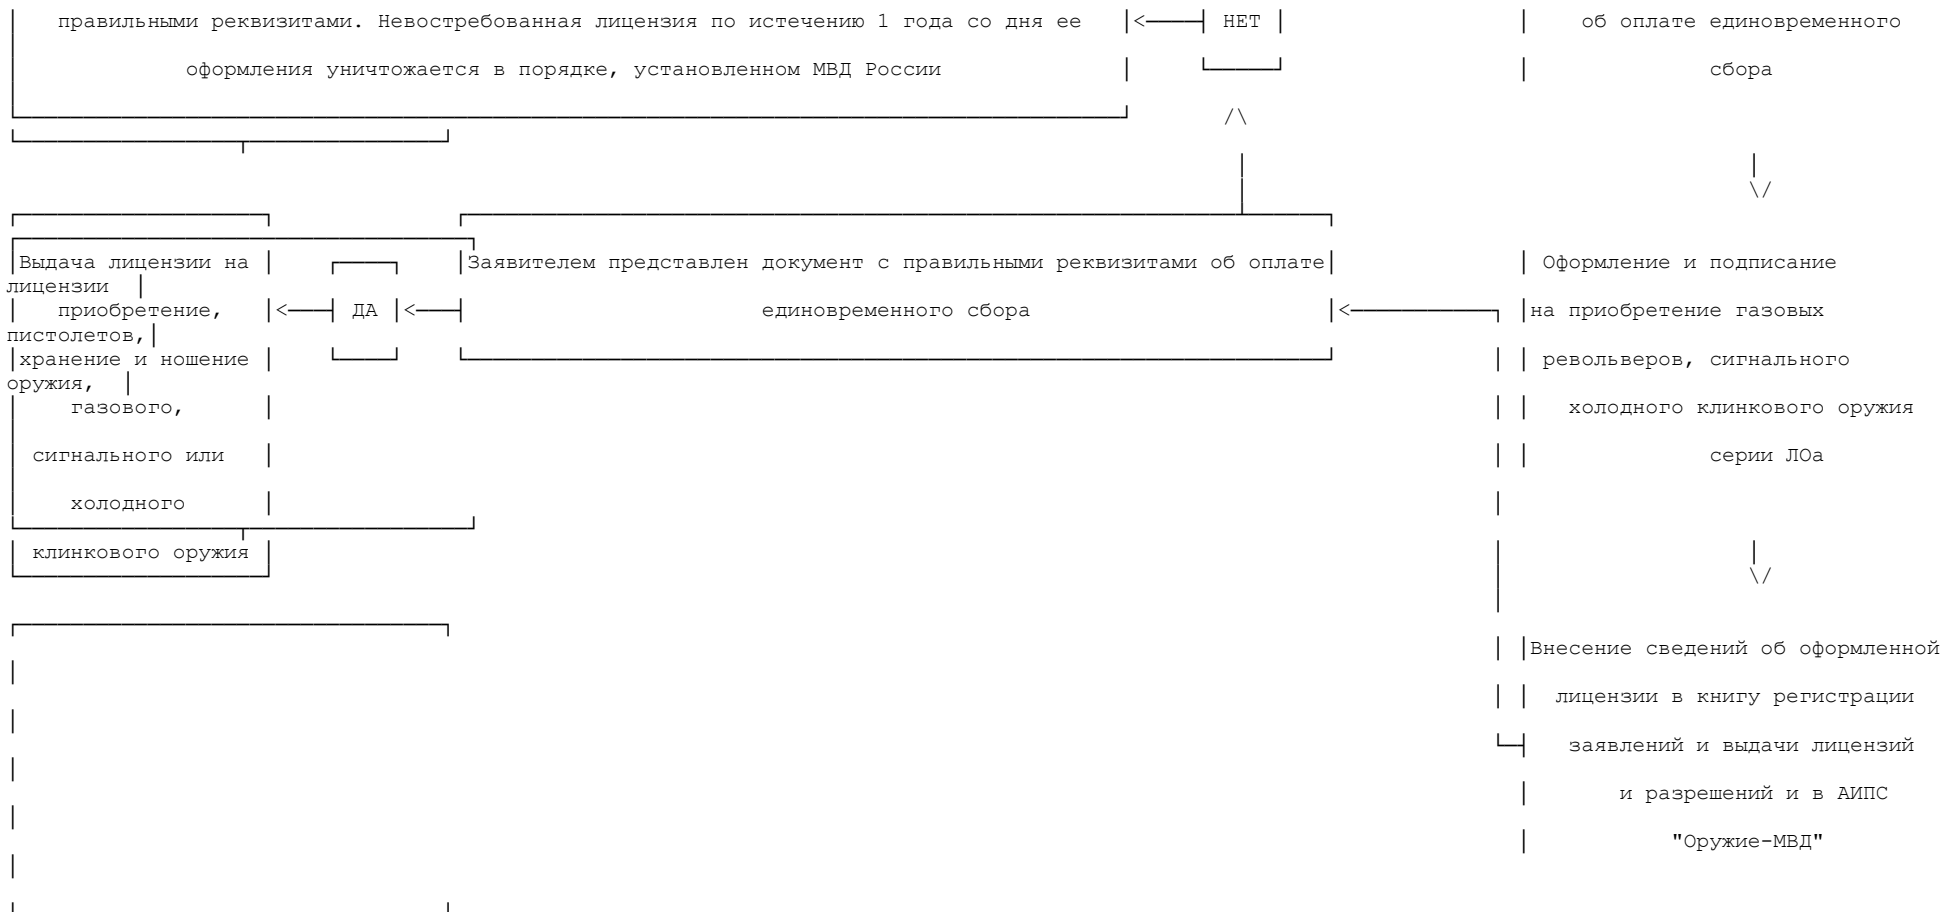 правильными реквизитами. Невостребованная лицензия по истечению 1 года со дня ее НЕТ об оплате единовременного
оформления уничтожается в порядке, установленном МВД России сбора
Выдача лицензии на Заявителем представлен документ с правильными реквизитами об оплате Оформление и подписание
лицензии
приобретение, ДА единовременного сбора на приобретение газовых
пистолетов,
хранение и ношение револьверов, сигнального
оружия,
газового, холодного клинкового оружия
сигнального или серии ЛОа
холодного
клинкового оружия
Внесение сведений об оформленной
лицензии в книгу регистрации
заявлений и выдачи лицензий
и разрешений и в АИПС
"Оружие-МВД"